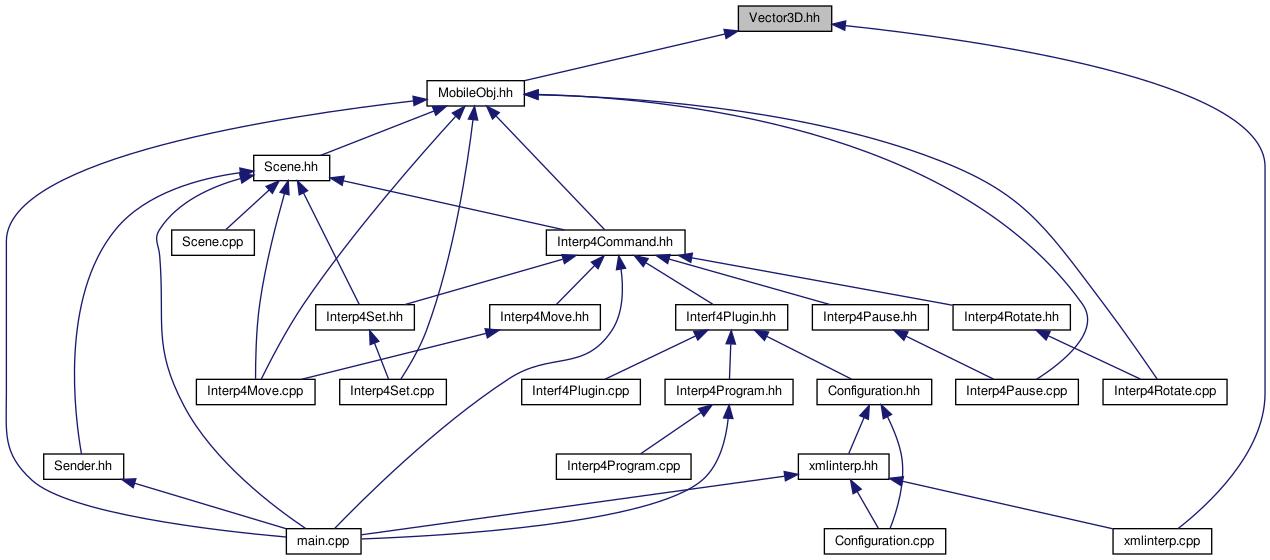 Vector3D.hh
MobileObj.hh
Scene.hh
Scene.cpp
Interp4Command.hh
Interp4Set.hh
Interp4Move.hh
Interf4Plugin.hh
Interp4Pause.hh
Interp4Rotate.hh
Interp4Move.cpp
Interp4Set.cpp
Interf4Plugin.cpp
Interp4Program.hh
Configuration.hh
Interp4Pause.cpp
Interp4Rotate.cpp
Sender.hh
Interp4Program.cpp
xmlinterp.hh
main.cpp
Configuration.cpp
xmlinterp.cpp